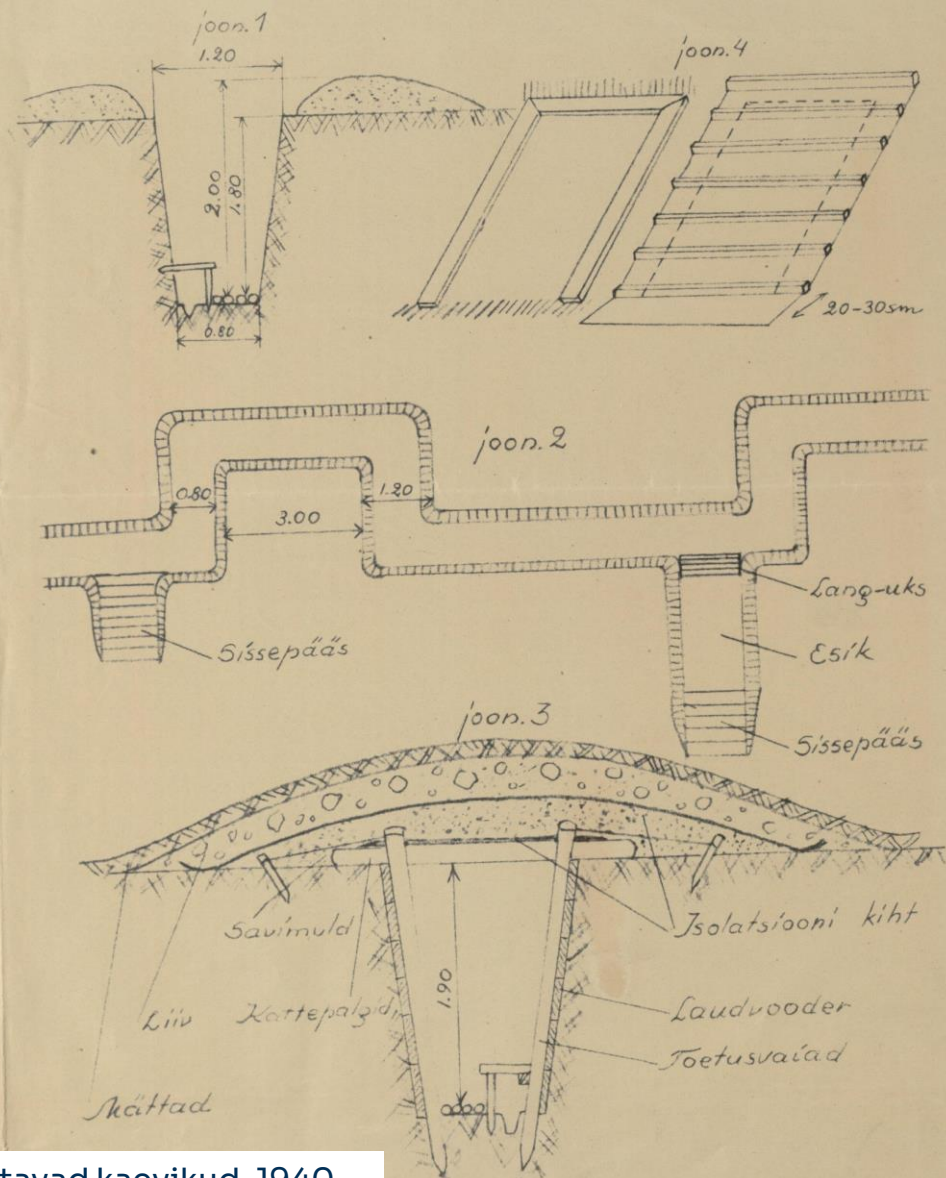 joon.1
1.20
2.00
1.80
0.80
joon.4
20-30sm
joon.2
0.80
3.00
1.20
Sissepääs
Lang-uks
Esik
Sissepääs
joon.3
Savimuld
Isolatsiooni kiht
1.90
Liiv
Kattepalgid
Laudvooder
Toetusvaiad
Mättad
kaevikud, 1940